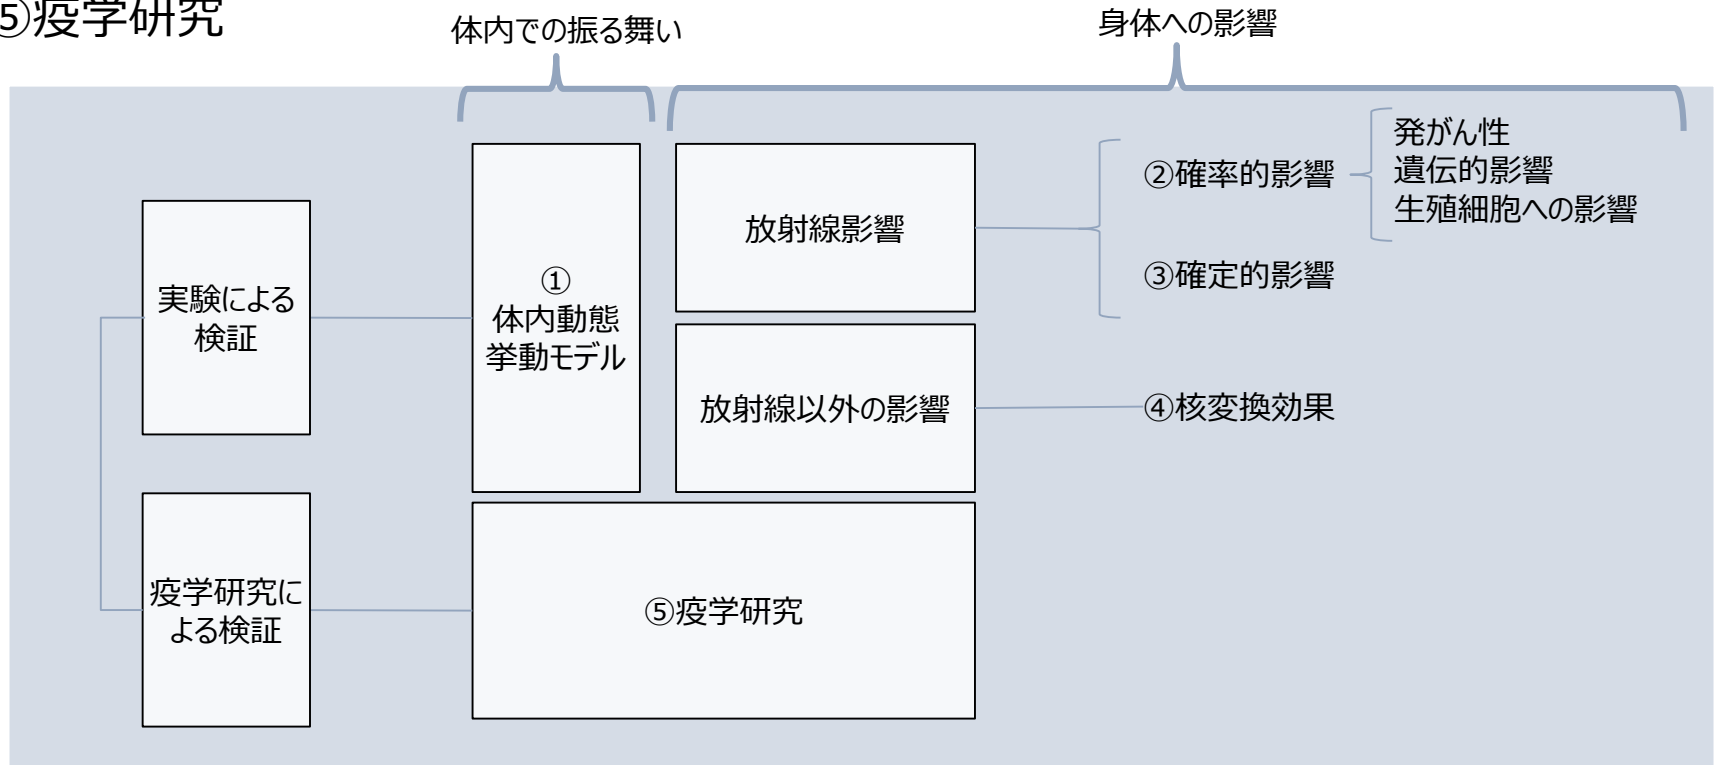 ⑤疫学研究
体内での振る舞い
身体への影響
実験による
検証
①
体内動態
挙動モデル
放射線影響
②確率的影響
発がん性
遺伝的影響
生殖細胞への影響
③確定的影響
放射線以外の影響
④核変換効果
疫学研究に
よる検証
⑤疫学研究